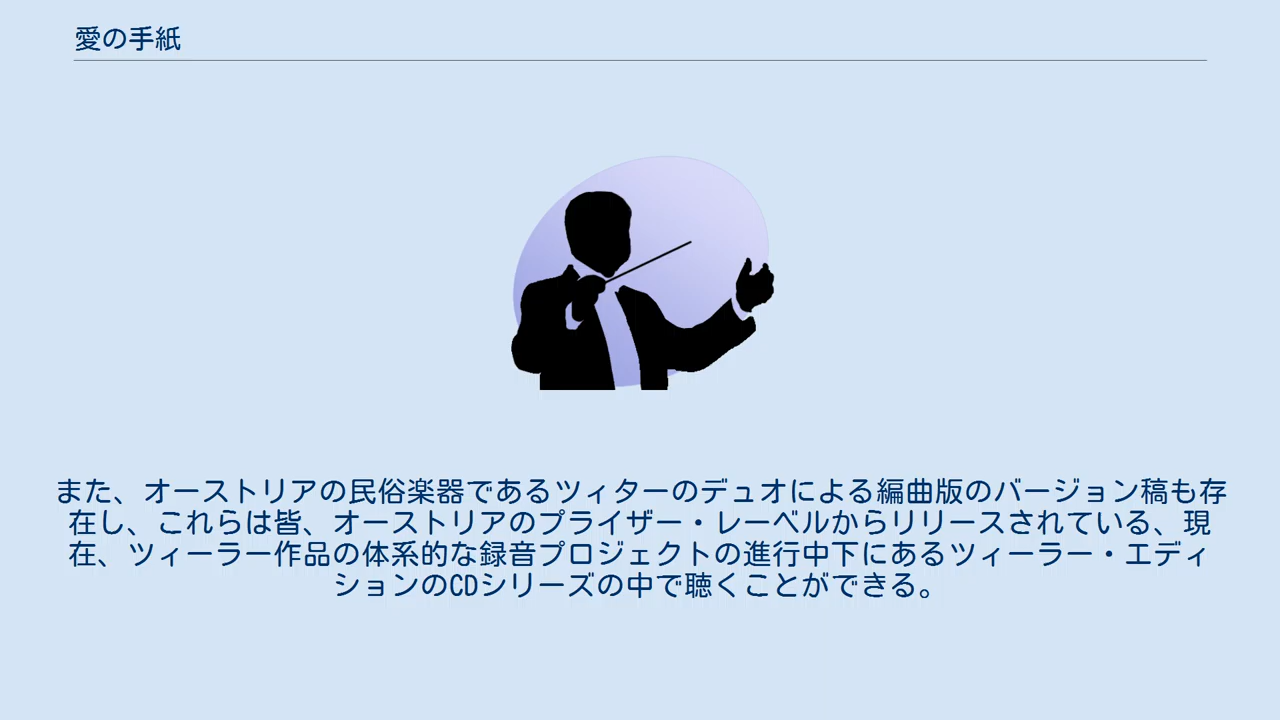 愛の手紙
また、オーストリアの民俗楽器であるツィターのデュオによる編曲版のバージョン稿も存
在し、これらは皆、オーストリアのプライザー・レーベルからリリースされている、現
在、ツィーラー作品の体系的な録音プロジェクトの進行中下にあるツィーラー・エディ
ションのCDシリーズの中で聴くことができる。